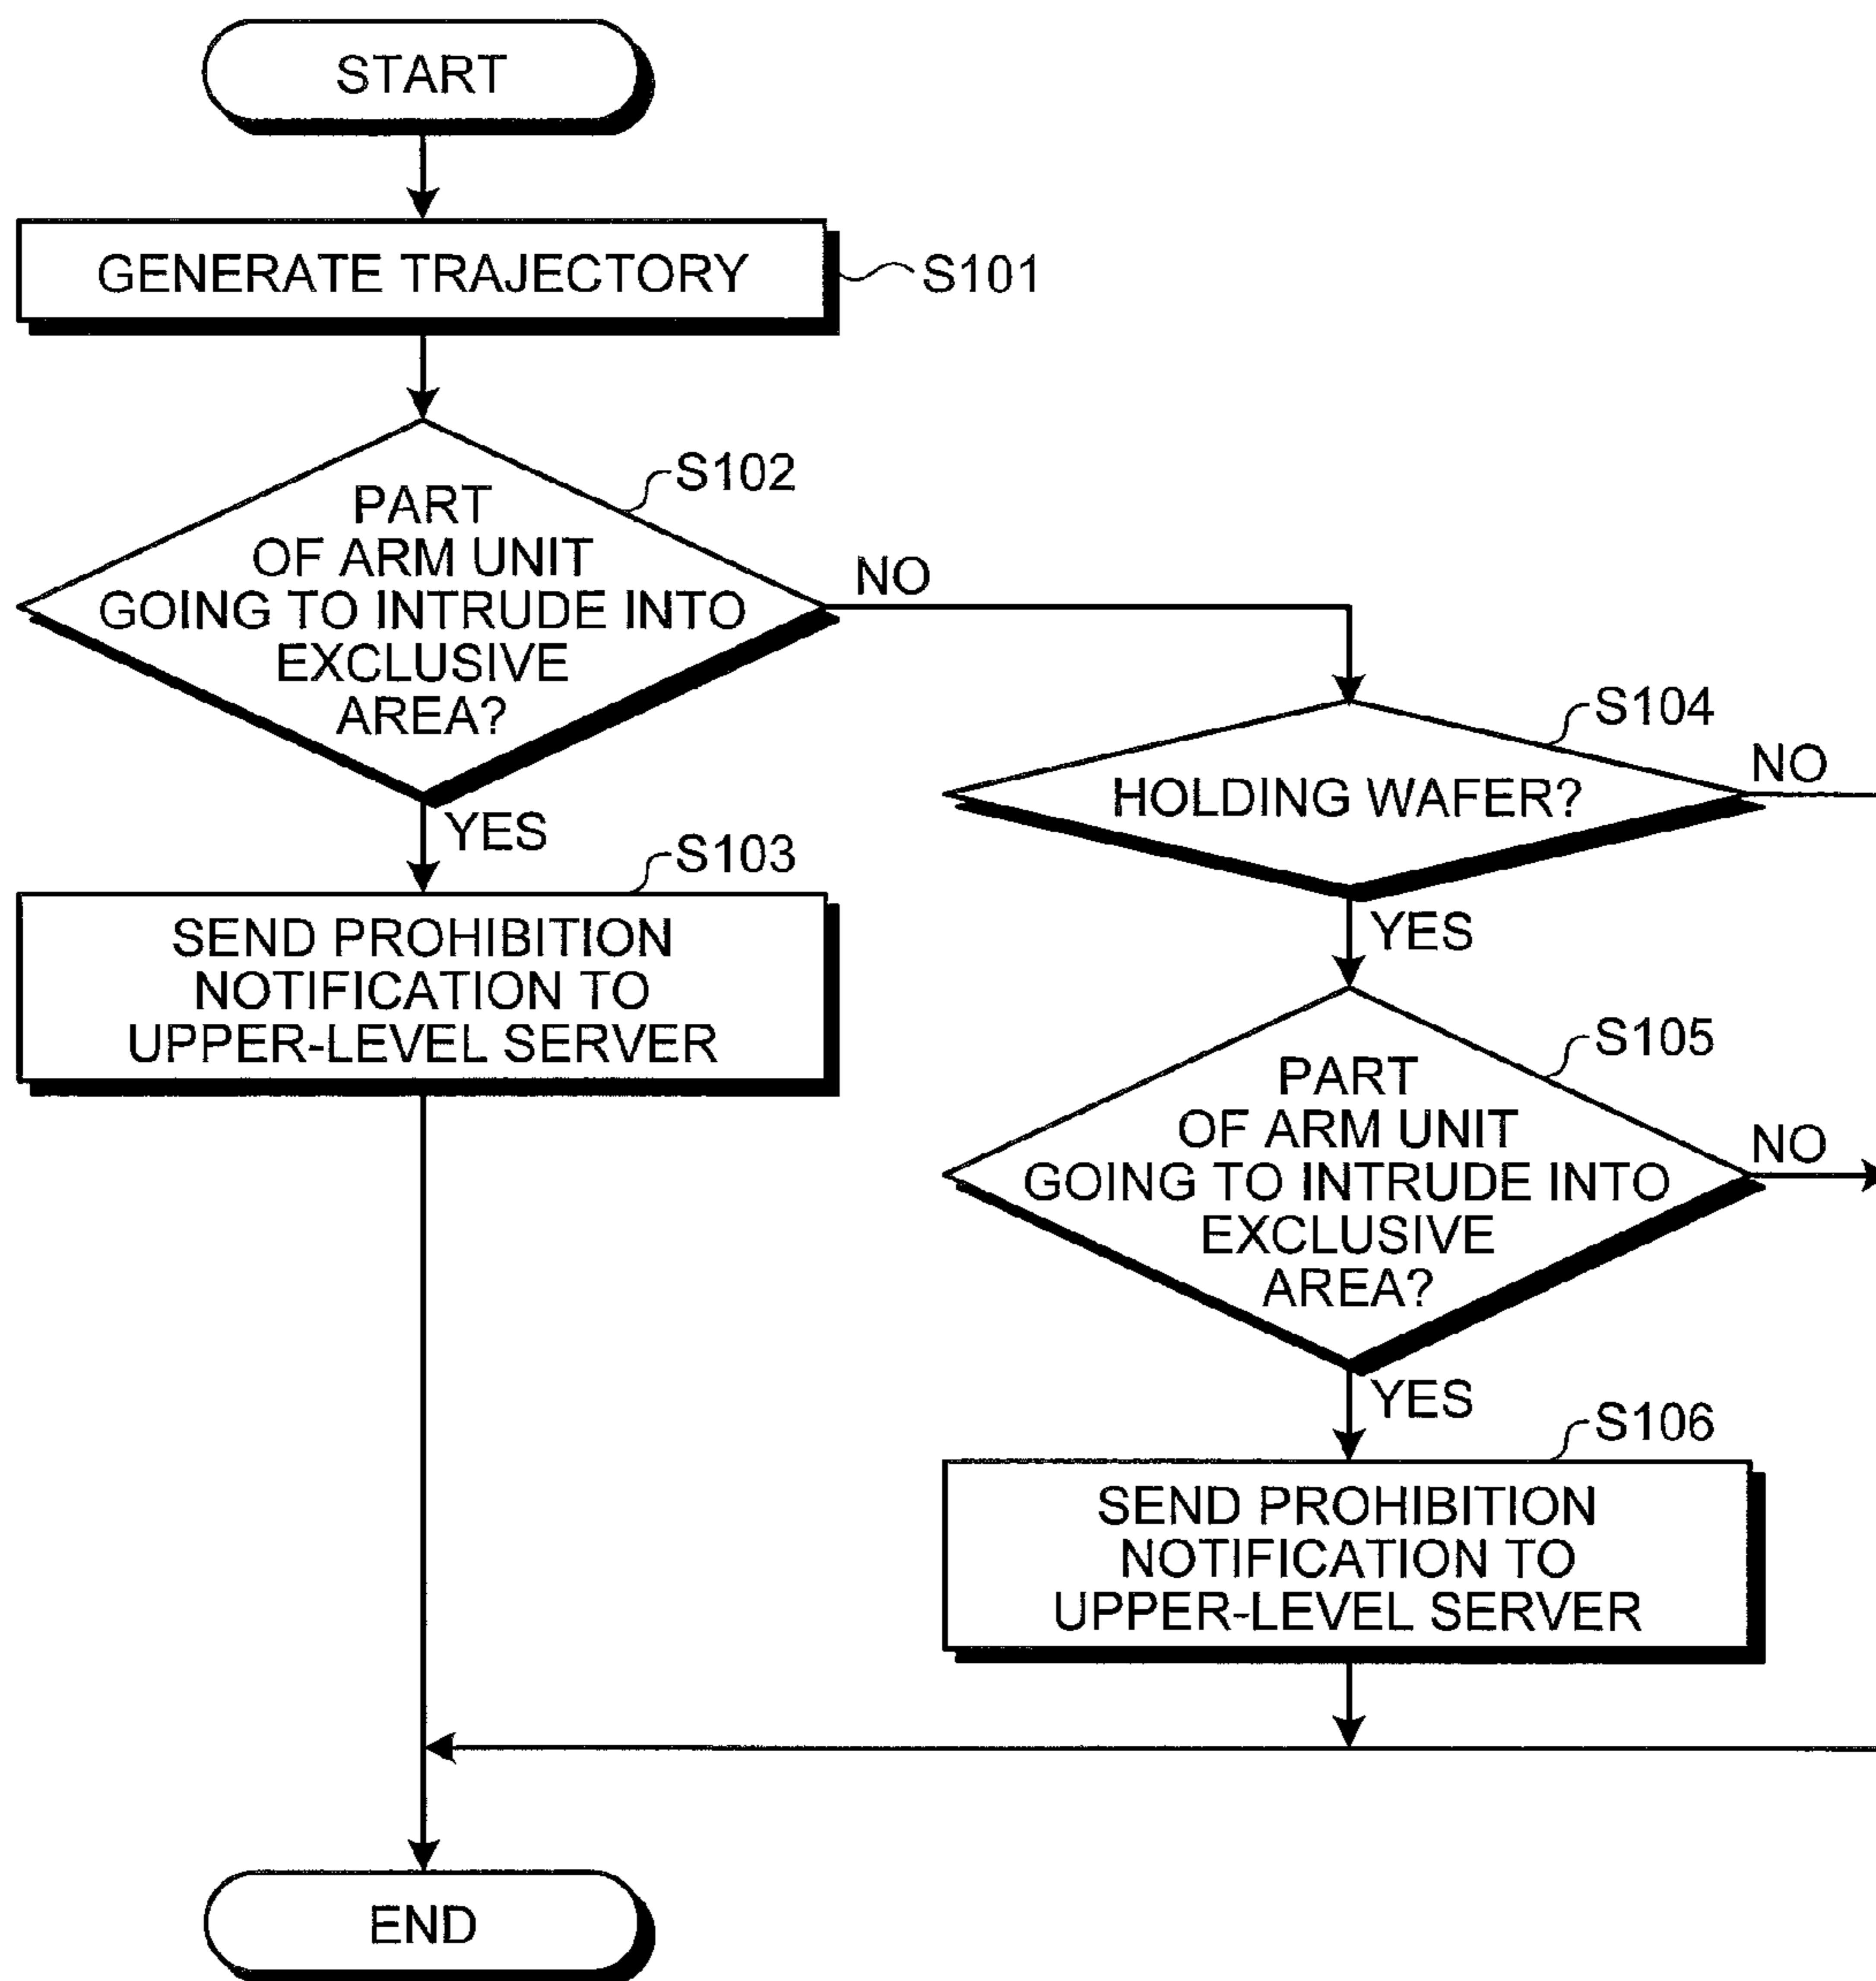 START
GENERATE TRAJECTORY
S101
S102
PART
OF ARM UNIT
GOING TO INTRUDE INTO
EXCLUSIVE
AREA?
NO
YES
S103
SEND PROHIBITION
NOTIFICATION TO
UPPER-LEVEL SERVER
S104
HOLDING WAFER?
NO
YES
S105
PART
OF ARM UNIT
GOING TO INTRUDE INTO
EXCLUSIVE
AREA?
NO
YES
S106
SEND PROHIBITION
NOTIFICATION TO
UPPER-LEVEL SERVER
END